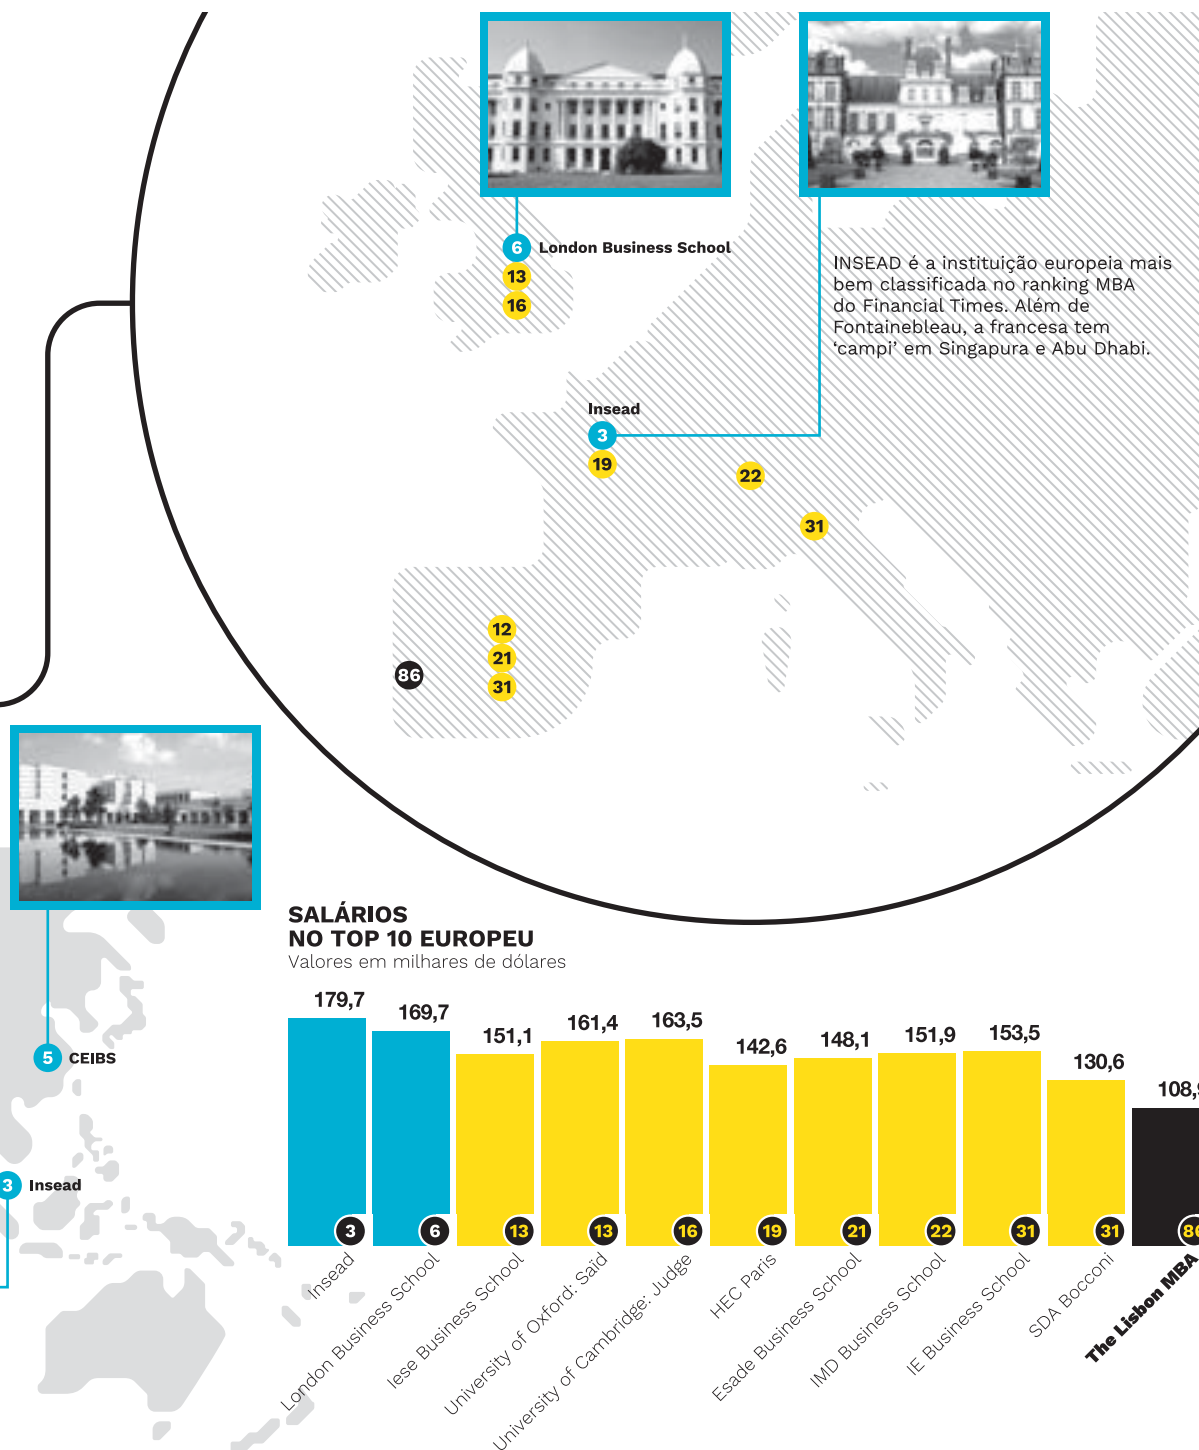 6 London Business School
13
16
INSEAD é a instituição europeia mais
bem classificada no ranking MBA
do Financial Times. Além de
Fontainebleau, a francesa tem
‘campi’ em Singapura e Abu Dhabi.
Insead
3
19
22
31
12
21
31
86
5 CEIBS
3 Insead
SALÁRIOS
NO TOP 10 EUROPEU
Valores em milhares de dólares
179,7
169,7
151,1
161,4
163,5
142,6
148,1
151,9
153,5
130,6
108,9
3
6
13
13
16
19
21
22
31
31
86
Insead
London Business School
Iese Business School
University of Oxford: Saïd
University of Cambridge: Judge
HEC Paris
Esade Business School
IMD Business School
IE Business School
SDA Bocconi
The Lisbon MBA